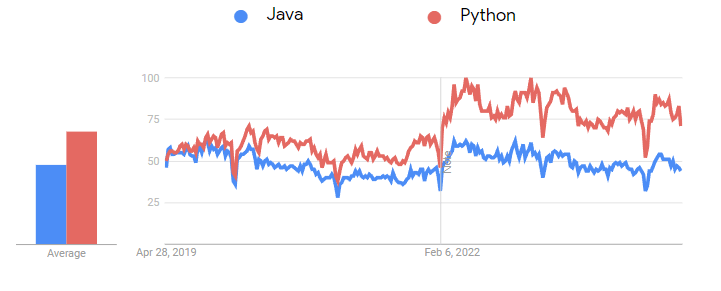 Java
Python
100
75
50
25
Note
Average
Apr 28, 2019
Feb 6, 2022